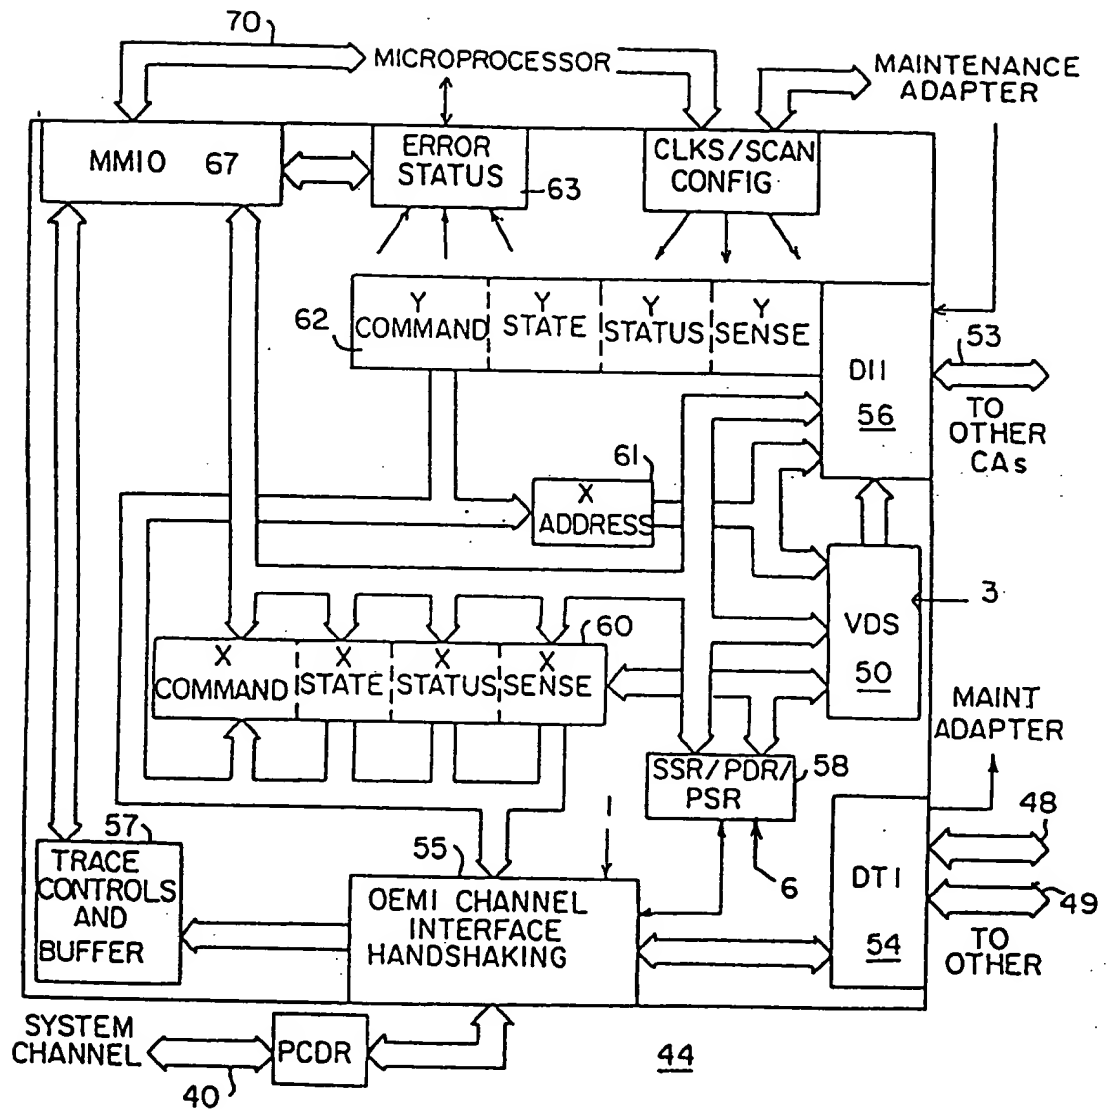 70
MICROPROCESSOR
MAINTENANCE
ADAPTER
MMIO 67
ERROR
STATUS
63
CLKS/SCAN
CONFIG
62
Y
COMMAND
Y
STATE
Y
STATUS
Y
SENSE
DII
56
53
TO
OTHER
CAs
61
X
ADDRESS
3
VDS
50
60
X
COMMAND
X
STATE
X
STATUS
X
SENSE
MAINT
ADAPTER
SSR/PDR/
PSR
58
57
TRACE
CONTROLS
AND
BUFFER
55
1
OEMI CHANNEL
INTERFACE
HANDSHAKING
6
DTI
54
48
49
TO
OTHER
SYSTEM
CHANNEL
40
PCDR
44